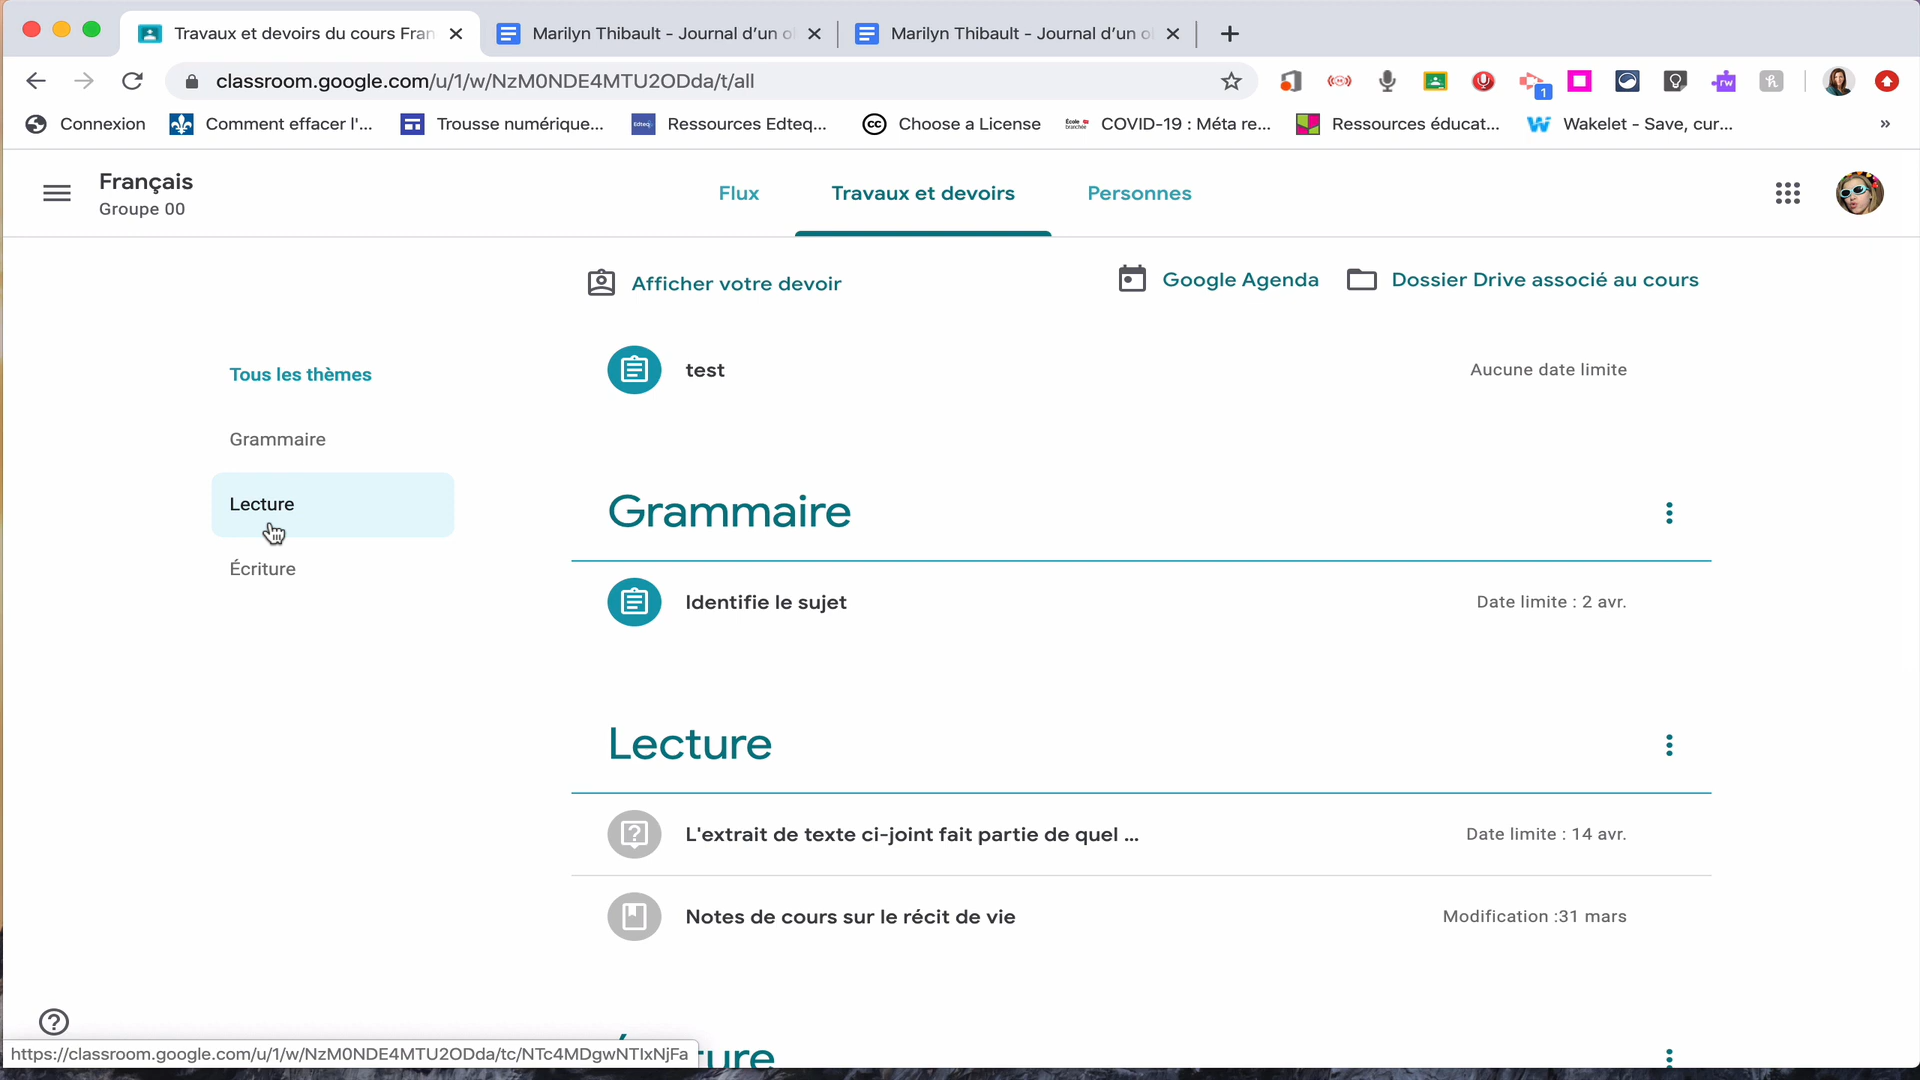 Travaux et devoirs du cours Fran
Marilyn Thibault - Journal d'un o
Marilyn Thibault - Journal d'un o
classroom.google.com/u/1/w/NzM0NDE4MTU2ODda/t/all
rw
1
Connexion
Comment effacer l'...
Trousse numérique...
Ressources Edteq...
cc
Choose a License
COVID-19 : Méta re...
Ressources éducat...
Wakelet - Save, cur...
»
Français
Groupe 00
Flux
Travaux et devoirs
Personnes
Afficher votre devoir
Google Agenda
Dossier Drive associé au cours
test
Aucune date limite
Tous les thèmes
Grammaire
Lecture
Écriture
Grammaire
Identifie le sujet
Date limite : 2 avr.
Lecture
L'extrait de texte ci-joint fait partie de quel ...
Date limite : 14 avr.
Notes de cours sur le récit de vie
Modification :31 mars
https://classroom.google.com/u/1/w/NzM0NDE4MTU2ODda/tc/NTc4MDgwNTIxNjFa
ture